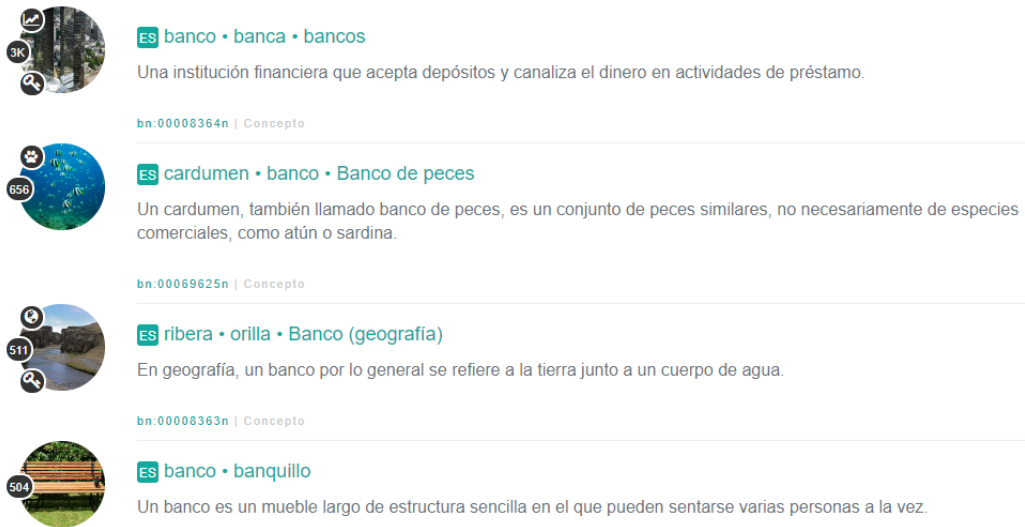 ES banco • banca • bancos
3K
Una institución financiera que acepta depósitos y canaliza el dinero en actividades de préstamo.
bn:00008364n | Concepto
ES cardumen • banco • Banco de peces
656
Un cardumen, también llamado banco de peces, es un conjunto de peces similares, no necesariamente de especies
comerciales, como atún o sardina.
bn:00069625n | Concepto
ES ribera • orilla • Banco (geografía)
511
En geografía, un banco por lo general se refiere a la tierra junto a un cuerpo de agua.
bn:00008363n | Concepto
ES banco • banquillo
504
Un banco es un mueble largo de estructura sencilla en el que pueden sentarse varias personas a la vez.